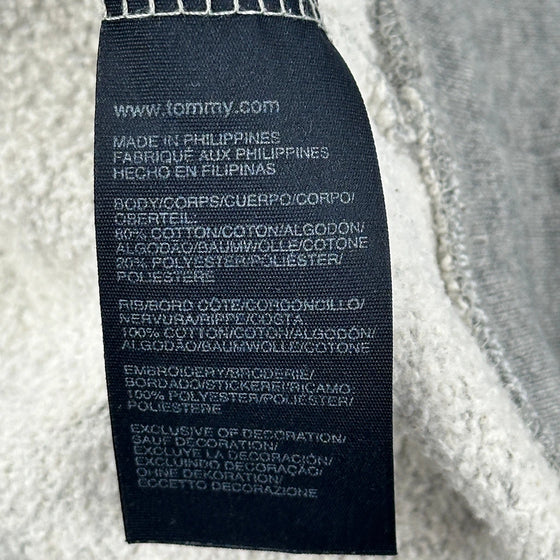 www.tommy.com
MADE IN PHILIPPINES
FABRIQUÉ AUX PHILIPPINES
HECHO EN FILIPINAS
BODY/CORPS/CUERPO/CORPO/
OBERTEIL:
80% COTTON/COTON/ALGODÓN/
ALGODÃO/BAUMWOLLE/COTONE
20% POLYESTER/POLIÉSTER/
POLIESTERE
RIB/BORD CÔTE/CORDONCILLO/
NERVURA/RIPPE/COSTA
100% COTTON/COTON/ALGODÓN/
ALGODÃO/BAUMWOLLE/COTONE
EMBROIDERY/BRODERIE/
BORDADO/STICKEREI/RICAMO:
100% POLYESTER/POLIÉSTER/
POLIESTERE
EXCLUSIVE OF DECORATION/
SAUF DÉCORATION/
EXCLUYE LA DECORACIÓN/
EXCLUINDO DECORAÇÃO/
OHNE DEKORATION/
ECCETTO DECORAZIONE